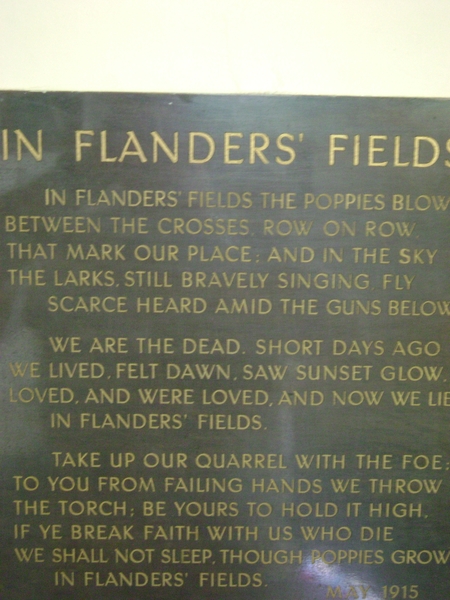 IN FLANDERS' FIELDS
IN FLANDERS' FIELDS THE POPPIES BLOW
BETWEEN THE CROSSES, ROW ON ROW
THAT MARK OUR PLACE; AND IN THE SKY
THE LARKS, STILL BRAVELY SINGING, FLY
SCARCE HEARD AMID THE GUNS BELOW
WE ARE THE DEAD. SHORT DAYS AGO
WE LIVED, FELT DAWN, SAW SUNSET GLOW,
LOVED, AND WERE LOVED, AND NOW WE LIE
IN FLANDERS' FIELDS.
TAKE UP OUR QUARREL WITH THE FOE;
TO YOU FROM FAILING HANDS WE THROW
THE TORCH; BE YOURS TO HOLD IT HIGH,
IF YE BREAK FAITH WITH US WHO DIE
WE SHALL NOT SLEEP, THOUGH POPPIES GROW
IN FLANDERS' FIELDS.
MAY 1915